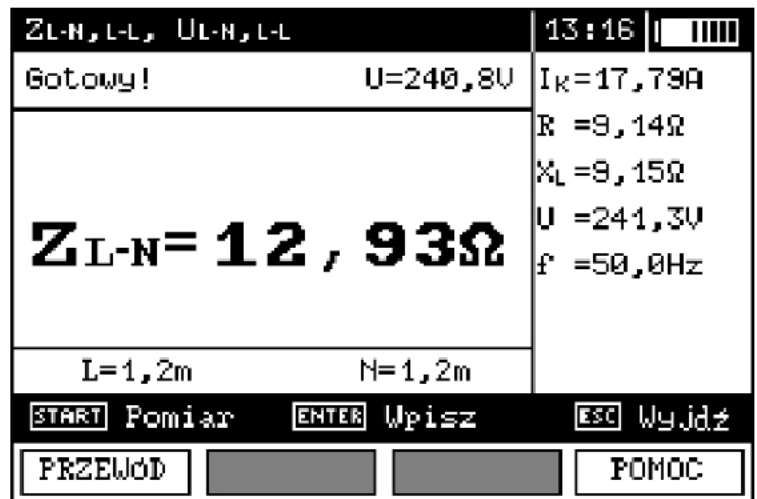 ZL-N,L-L, UL-N,L-L 13:16
Gotowy! U=240,8V
IK=17,79A
R =9,14Ω
XL =9,15Ω
U =241,3V
f =50,0Hz
ZL-N= 12,93Ω
L=1,2m N=1,2m
START Pomiar ENTER Wpisz ESC Wyjdź
PRZEWÓD POMOC